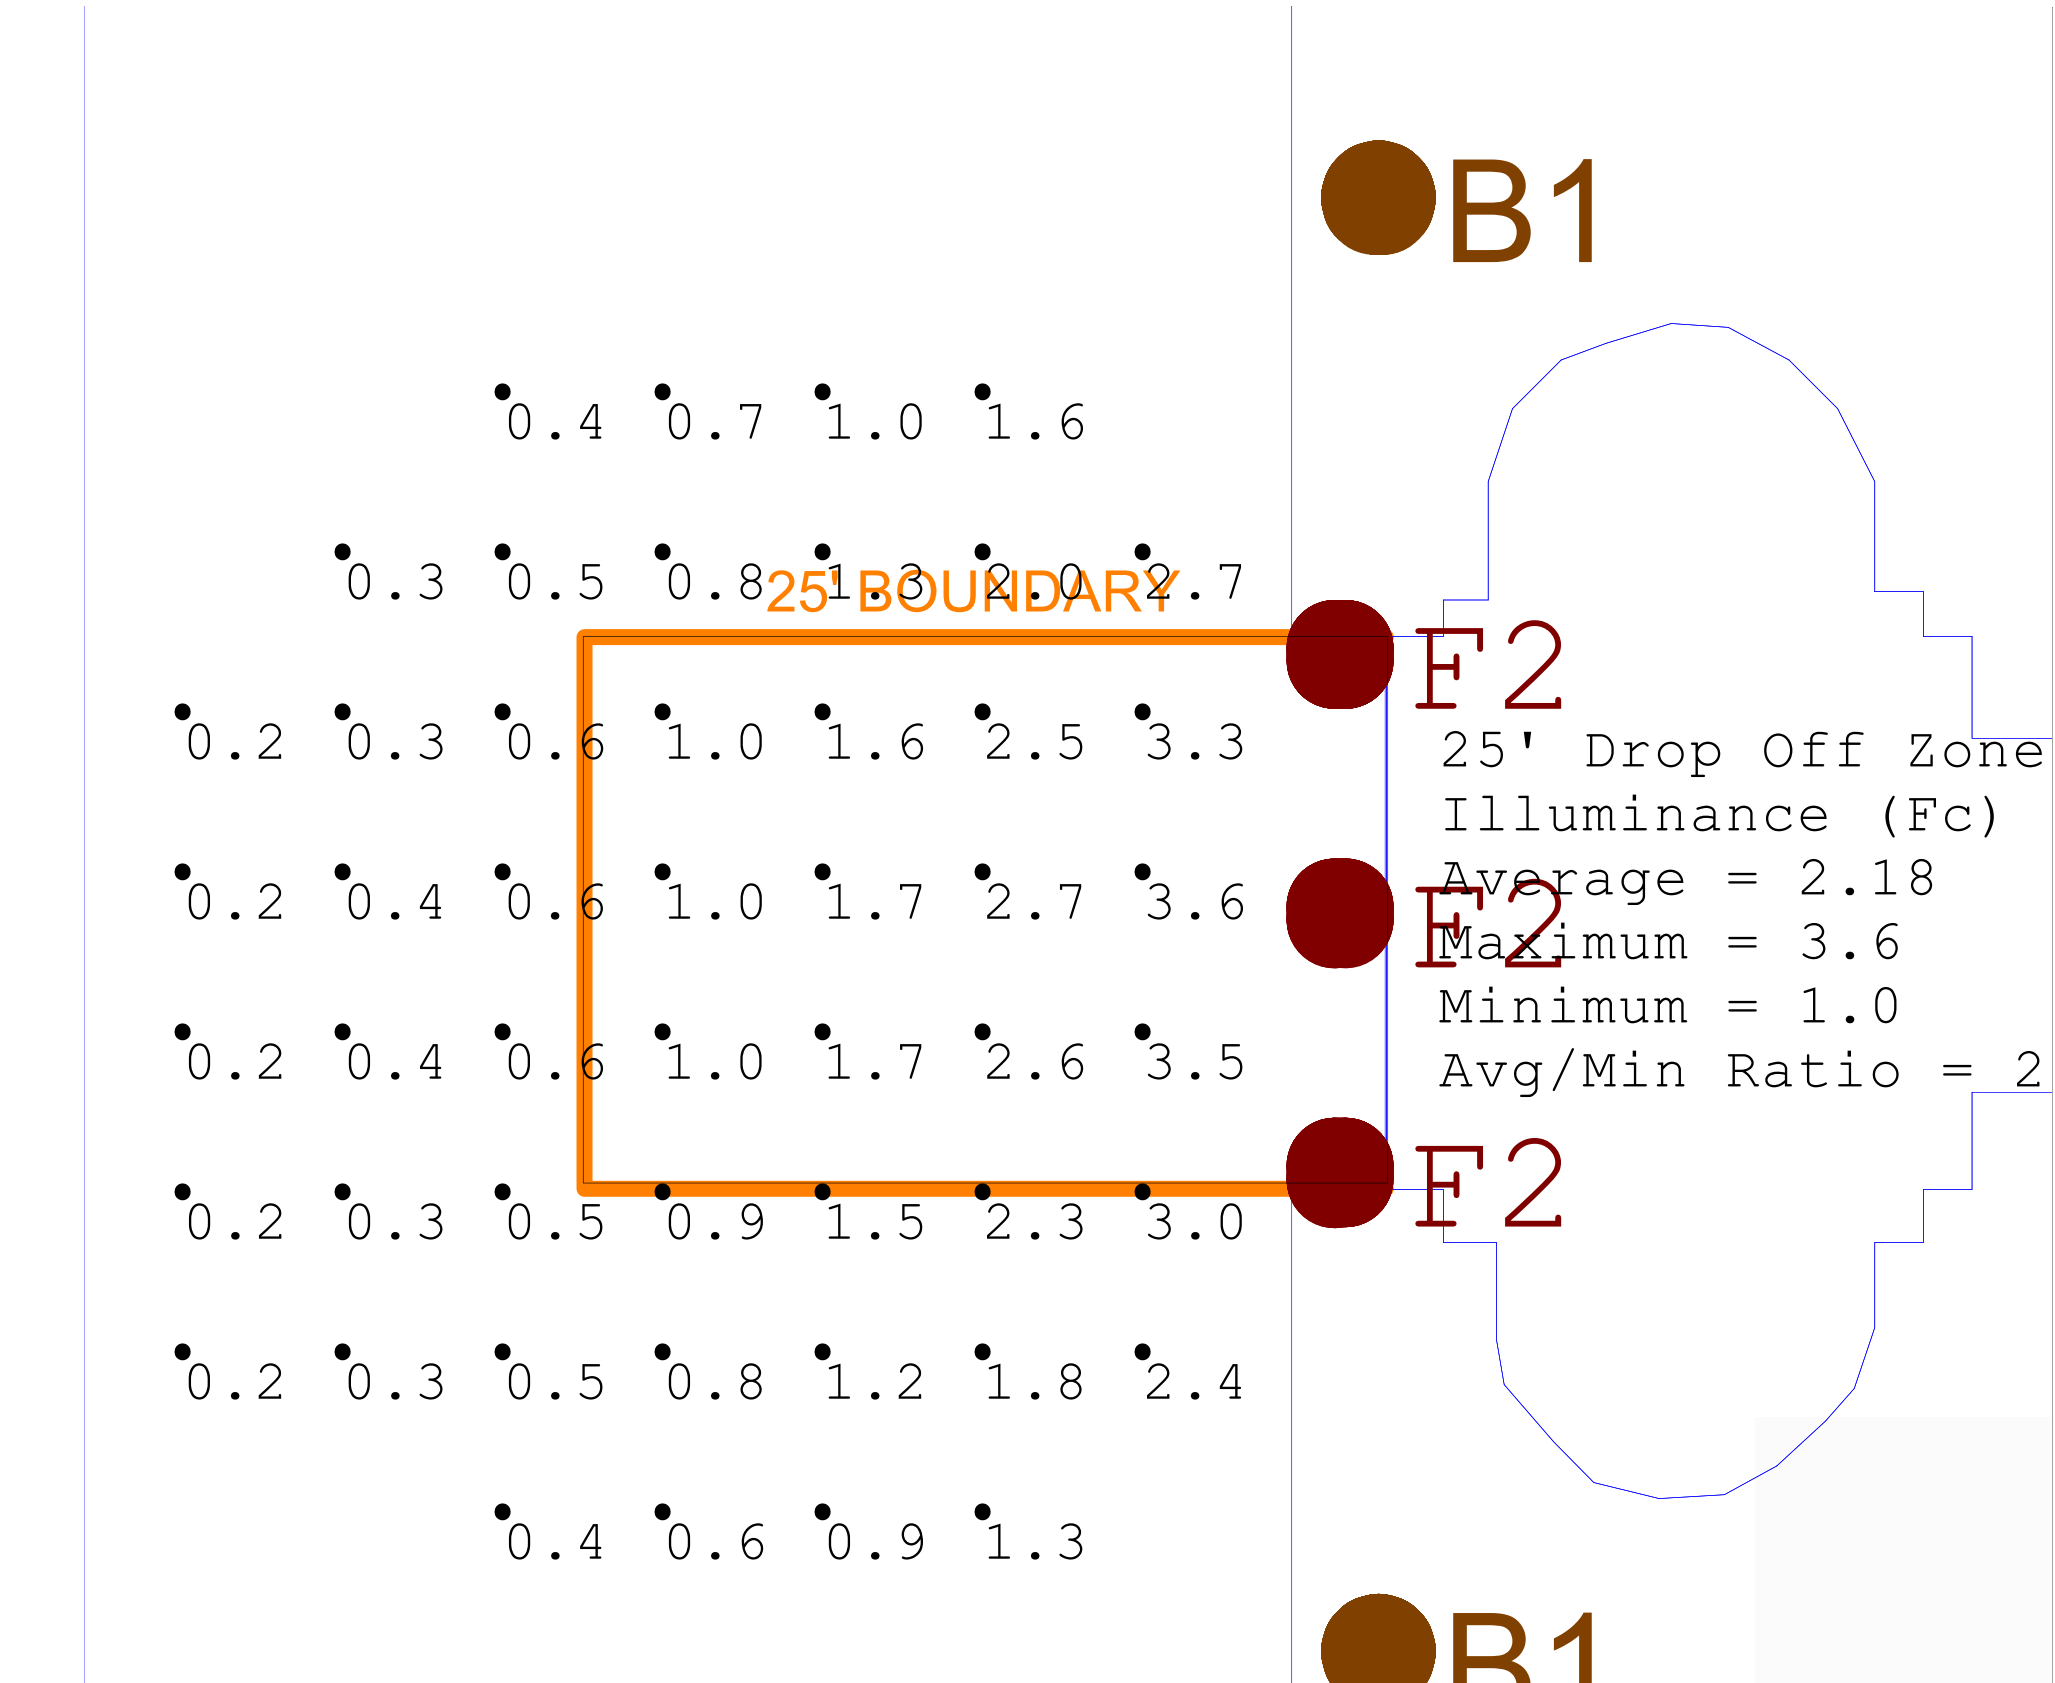 B1
0.4 0.7 1.0 1.6
0.3 0.5 0.8 1.3 2.0 2.7
25' BOUNDARY
F2
0.2 0.3 0.6 1.0 1.6 2.5 3.3
25' Drop Off Zone
Illuminance (Fc)
0.2 0.4 0.6 1.0 1.7 2.7 3.6
F2
Average = 2.18
Maximum = 3.6
Minimum = 1.0
0.2 0.4 0.6 1.0 1.7 2.6 3.5
Avg/Min Ratio = 2
F2
0.2 0.3 0.5 0.9 1.5 2.3 3.0
0.2 0.3 0.5 0.8 1.2 1.8 2.4
0.4 0.6 0.9 1.3
B1